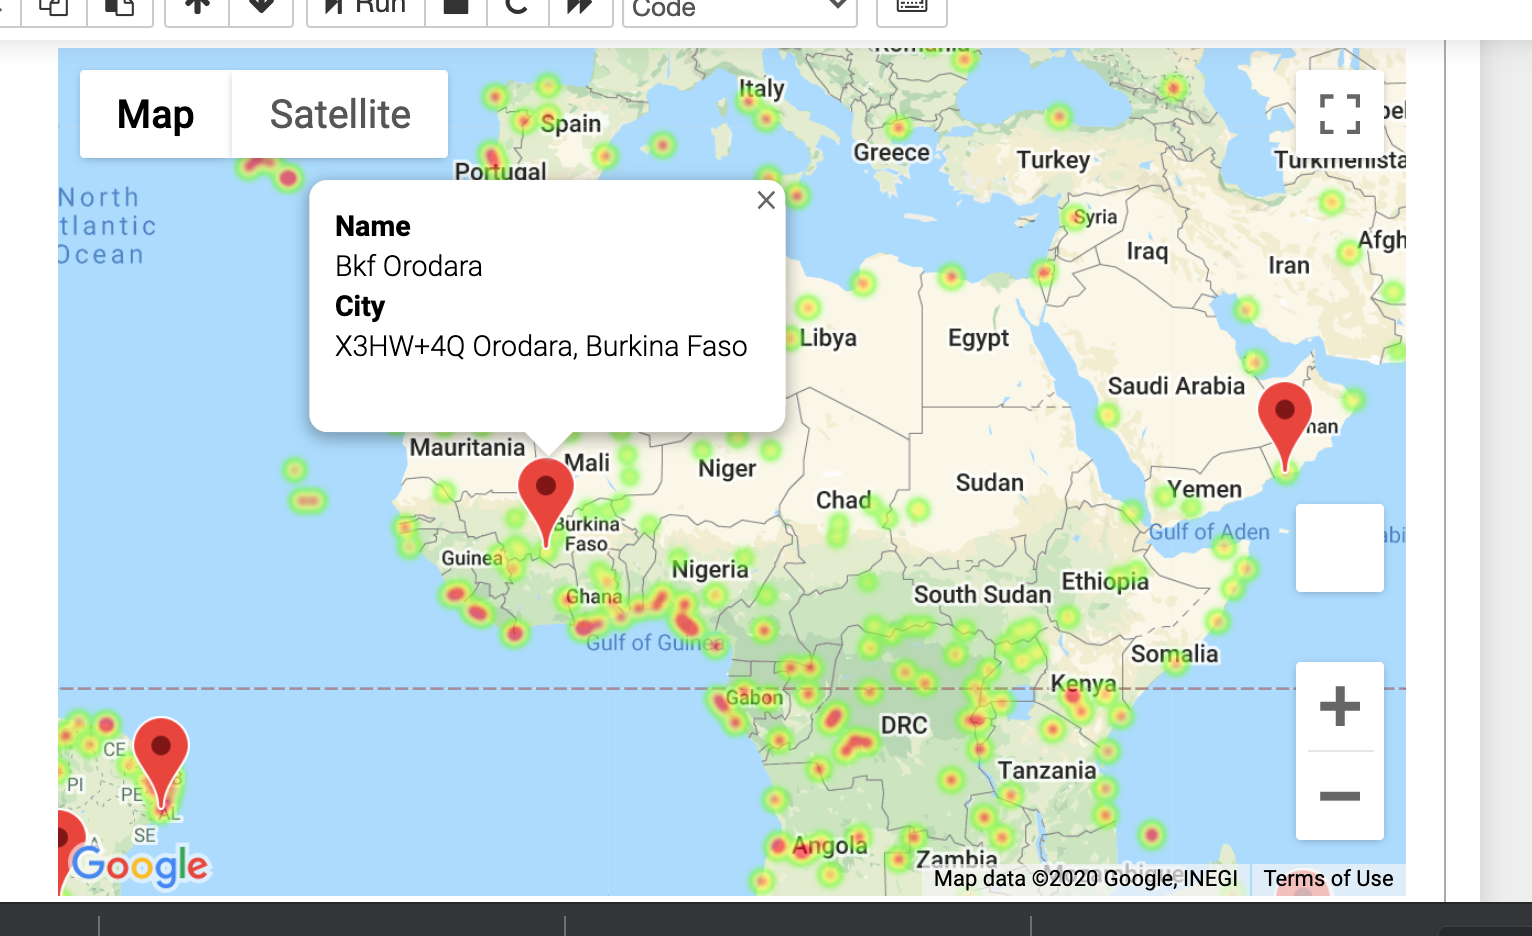 Run
Code
Map
Satellite
Italy
Spain
Portugal
Greece
Turkey
Turkmenista
North
tlantic
Ocean
Syria
Iraq
Iran
Afgh
Name
Bkf Orodara
City
X3HW+4Q Orodara, Burkina Faso
Libya
Egypt
Saudi Arabia
Mauritania
Mali
Niger
Chad
Sudan
Yemen
Gulf of Aden
Burkina
Faso
Guinea
Nigeria
Ghana
South Sudan
Ethiopia
Gulf of Guinea
Somalia
Gabon
Kenya
DRC
CE
PI
PE
AL
SE
Tanzania
Angola
Zambia
Google
Map data ©2020 Google, INEGI
Terms of Use